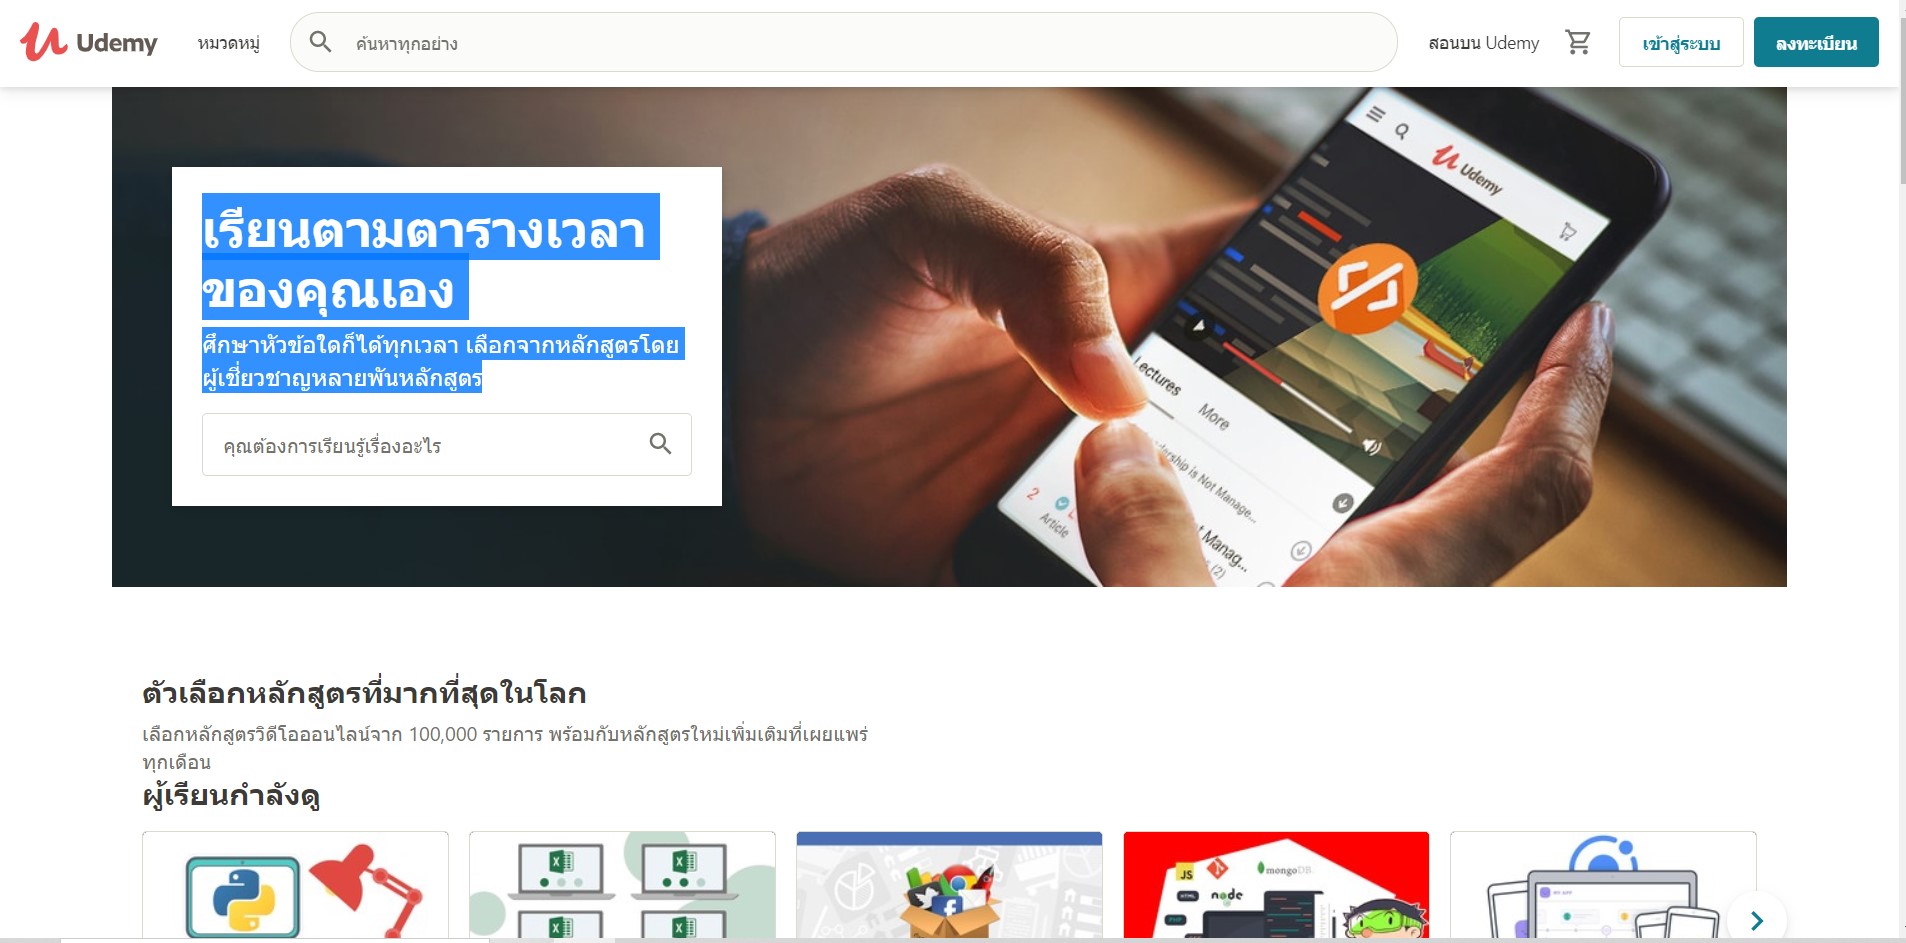 Udemy
หมวดหมู่
ค้นหาทุกอย่าง
สอนบน Udemy
เข้าสู่ระบบ
ลงทะเบียน
เรียนตามตารางเวลา
ของคุณเอง
ศึกษาหัวข้อใดก็ได้ทุกเวลา เลือกจากหลักสูตรโดย
ผู้เชี่ยวชาญหลายพันหลักสูตร
คุณต้องการเรียนรู้เรื่องอะไร
Udemy
Lectures
More
ership is Not Manage...
2
Article
Manag...
(2)
ตัวเลือกหลักสูตรที่มากที่สุดในโลก
เลือกหลักสูตรวิดีโอออนไลน์จาก 100,000 รายการ พร้อมกับหลักสูตรใหม่เพิ่มเติมที่เผยแพร่
ทุกเดือน
ผู้เรียนกำลังดู
JS
mongoDB
node
MY APP